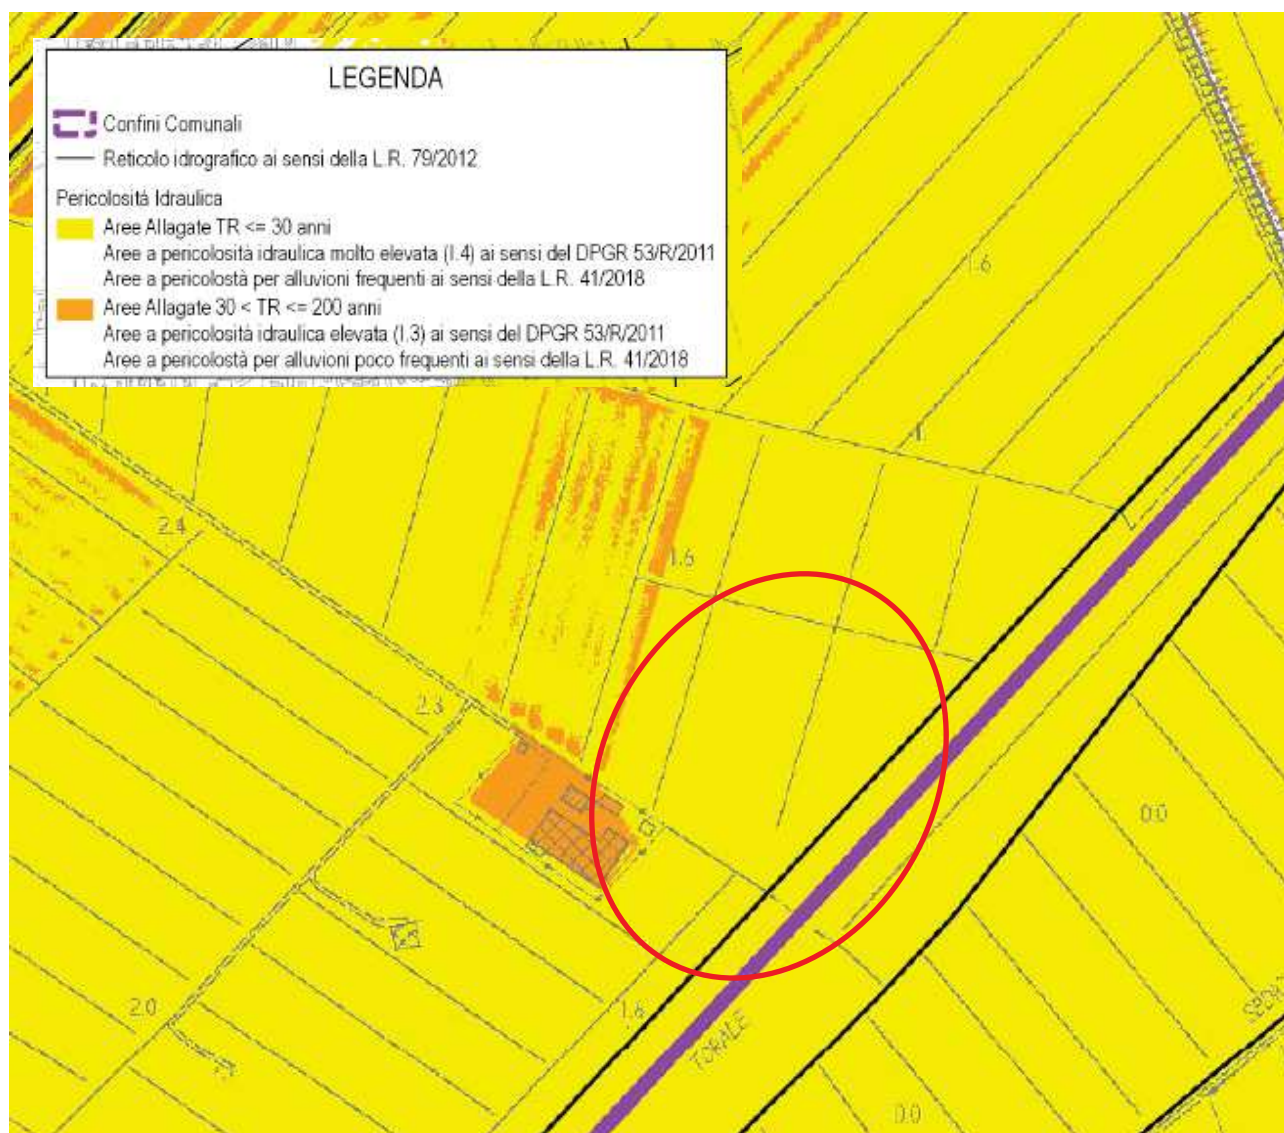 LEGENDA
Confini Comunali
Reticolo idrografico ai sensi della L.R. 79/2012
Pericolosità Idraulica
Aree Allagate TR <= 30 anni
Aree a pericolosità idraulica molto elevata (I.4) ai sensi del DPGR 53/R/2011
Aree a pericolostà per alluvioni frequenti ai sensi della L.R. 41/2018
Aree Allagate 30 < TR <= 200 anni
Aree a pericolosità idraulica elevata (I.3) ai sensi del DPGR 53/R/2011
Aree a pericolostà per alluvioni poco frequenti ai sensi della L.R. 41/2018
1.6
2.4
1.6
2.3
0.0
2.0
1.6
TORALE
0.0